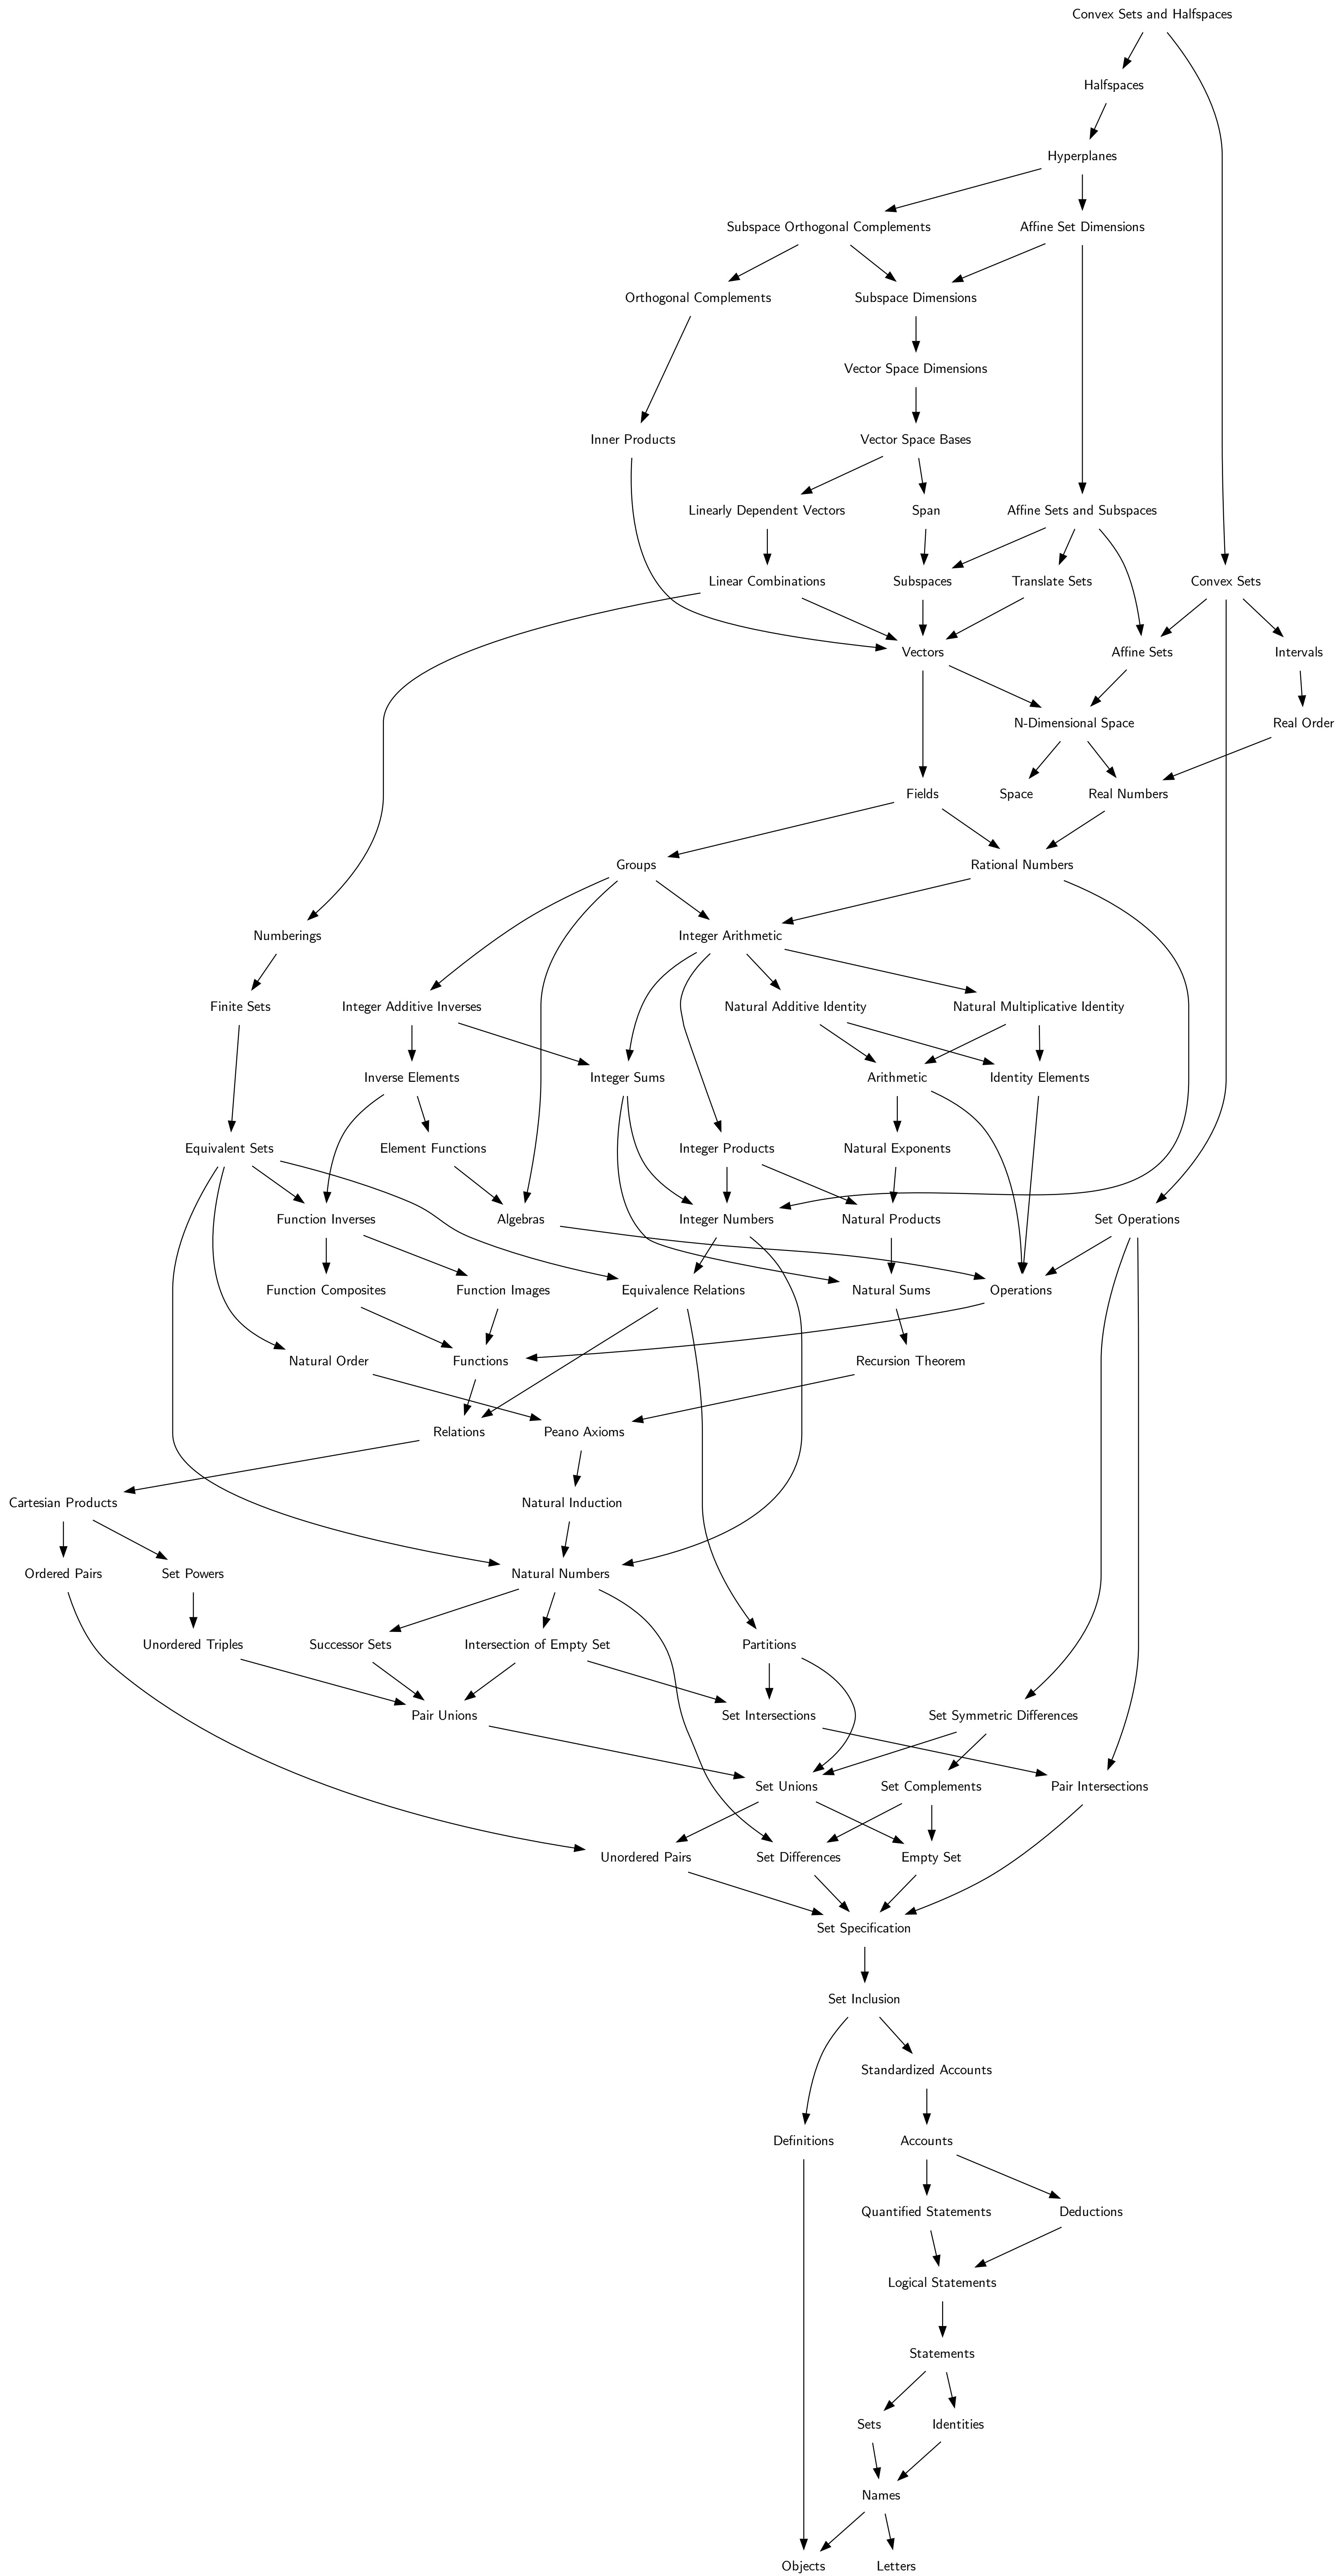 Convex Sets and Halfspaces
Halfspaces
Hyperplanes
Subspace Orthogonal Complements
Affine Set Dimensions
Orthogonal Complements
Subspace Dimensions
Vector Space Dimensions
Inner Products
Vector Space Bases
Linearly Dependent Vectors
Span
Affine Sets and Subspaces
Linear Combinations
Subspaces
Translate Sets
Convex Sets
Vectors
Affine Sets
Intervals
N-Dimensional Space
Real Order
Fields
Space
Real Numbers
Groups
Rational Numbers
Numberings
Integer Arithmetic
Finite Sets
Integer Additive Inverses
Natural Additive Identity
Natural Multiplicative Identity
Inverse Elements
Integer Sums
Arithmetic
Identity Elements
Equivalent Sets
Element Functions
Integer Products
Natural Exponents
Function Inverses
Algebras
Integer Numbers
Natural Products
Set Operations
Function Composites
Function Images
Equivalence Relations
Natural Sums
Operations
Natural Order
Functions
Recursion Theorem
Relations
Peano Axioms
Cartesian Products
Natural Induction
Ordered Pairs
Set Powers
Natural Numbers
Unordered Triples
Successor Sets
Intersection of Empty Set
Partitions
Pair Unions
Set Intersections
Set Symmetric Differences
Set Unions
Set Complements
Pair Intersections
Unordered Pairs
Set Differences
Empty Set
Set Specification
Set Inclusion
Standardized Accounts
Definitions
Accounts
Quantified Statements
Deductions
Logical Statements
Statements
Sets
Identities
Names
Objects
Letters